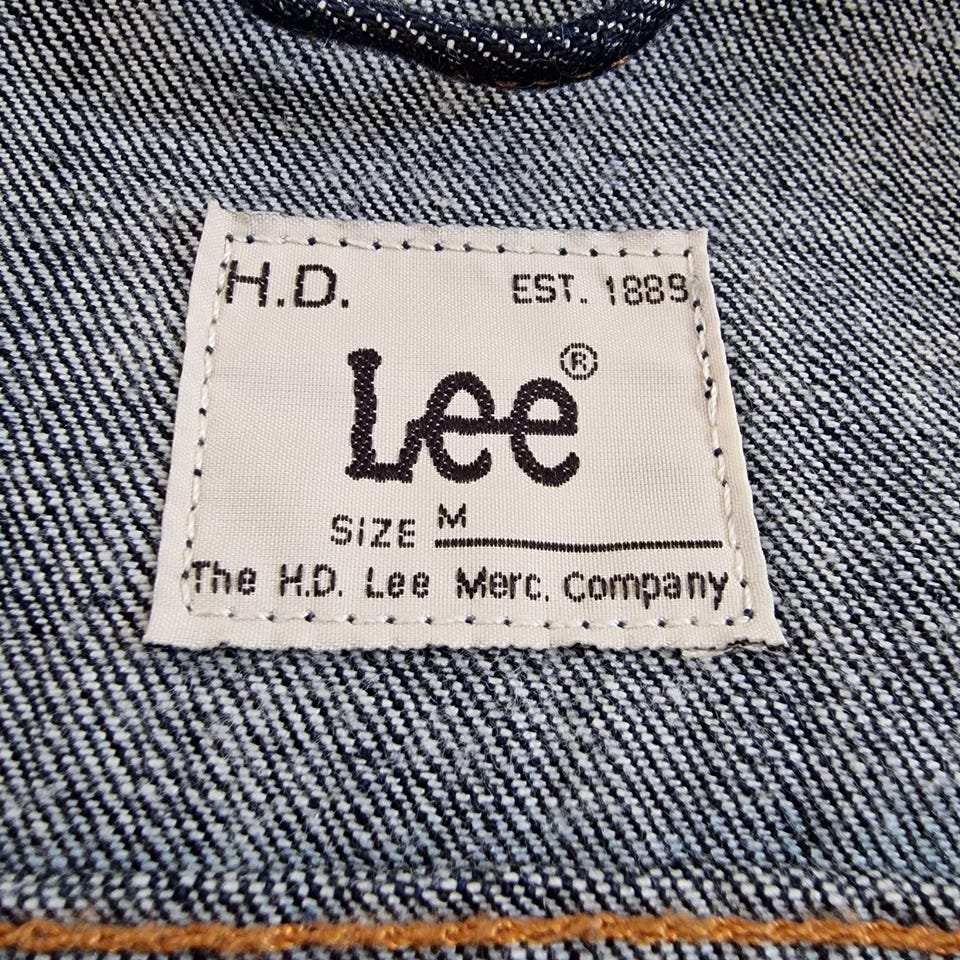 H.D. EST. 1889
Lee®
SIZE M
The H.D. Lee Merc. Company